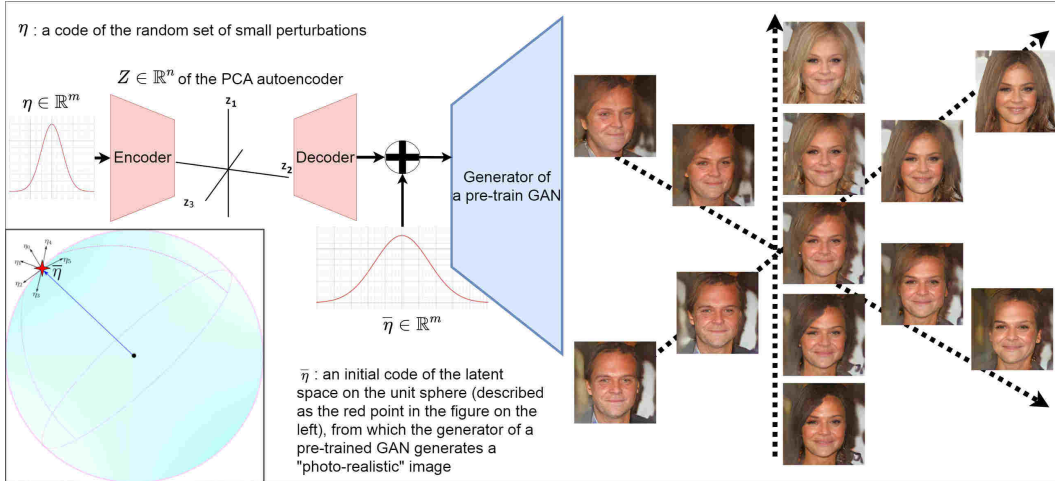 η : a code of the random set of small perturbations
Z ∈ ℝⁿ of the PCA autoencoder
η ∈ ℝᵐ
z₁
Encoder
Decoder
z₂
z₃
Generator of
a pre-train GAN
η̅
η̅ ∈ ℝᵐ
η̅ : an initial code of the latent
space on the unit sphere (described
as the red point in the figure on the
left), from which the generator of a
pre-trained GAN generates a
"photo-realistic" image